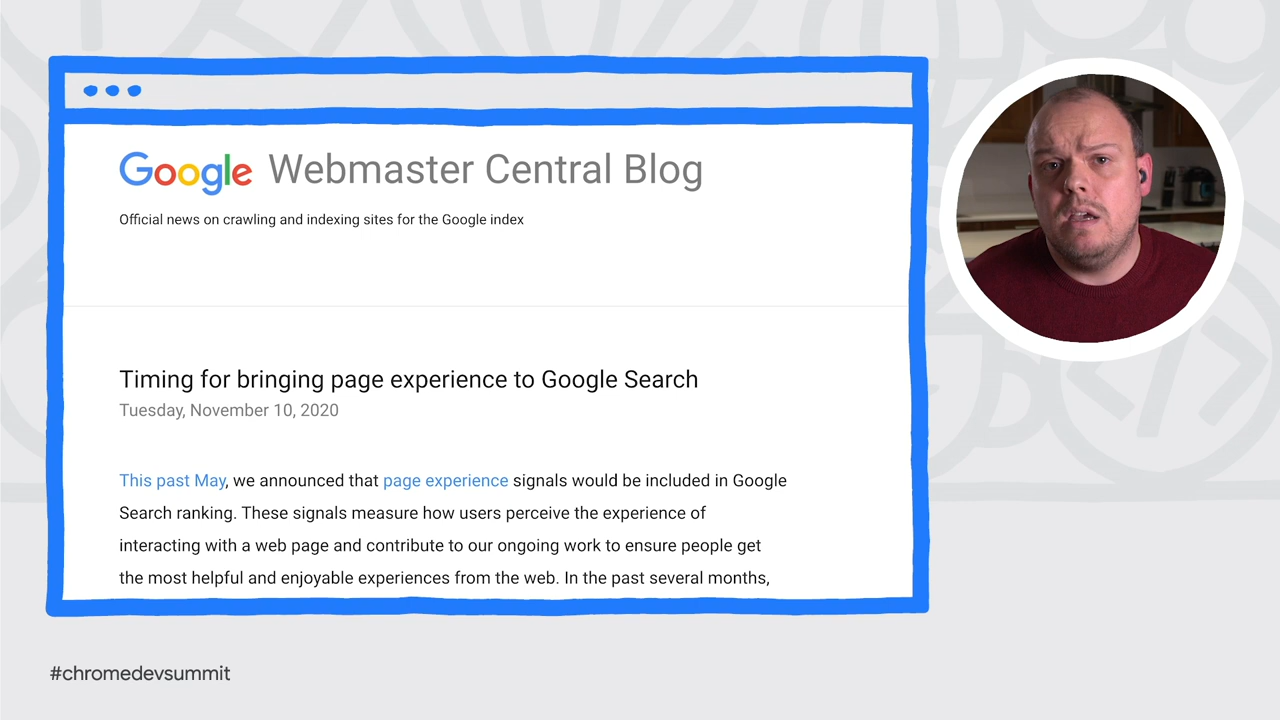 Google Webmaster Central Blog
Official news on crawling and indexing sites for the Google index
Timing for bringing page experience to Google Search
Tuesday, November 10, 2020
This past May, we announced that page experience signals would be included in Google
Search ranking. These signals measure how users perceive the experience of
interacting with a web page and contribute to our ongoing work to ensure people get
the most helpful and enjoyable experiences from the web. In the past several months,
#chromedevsummit